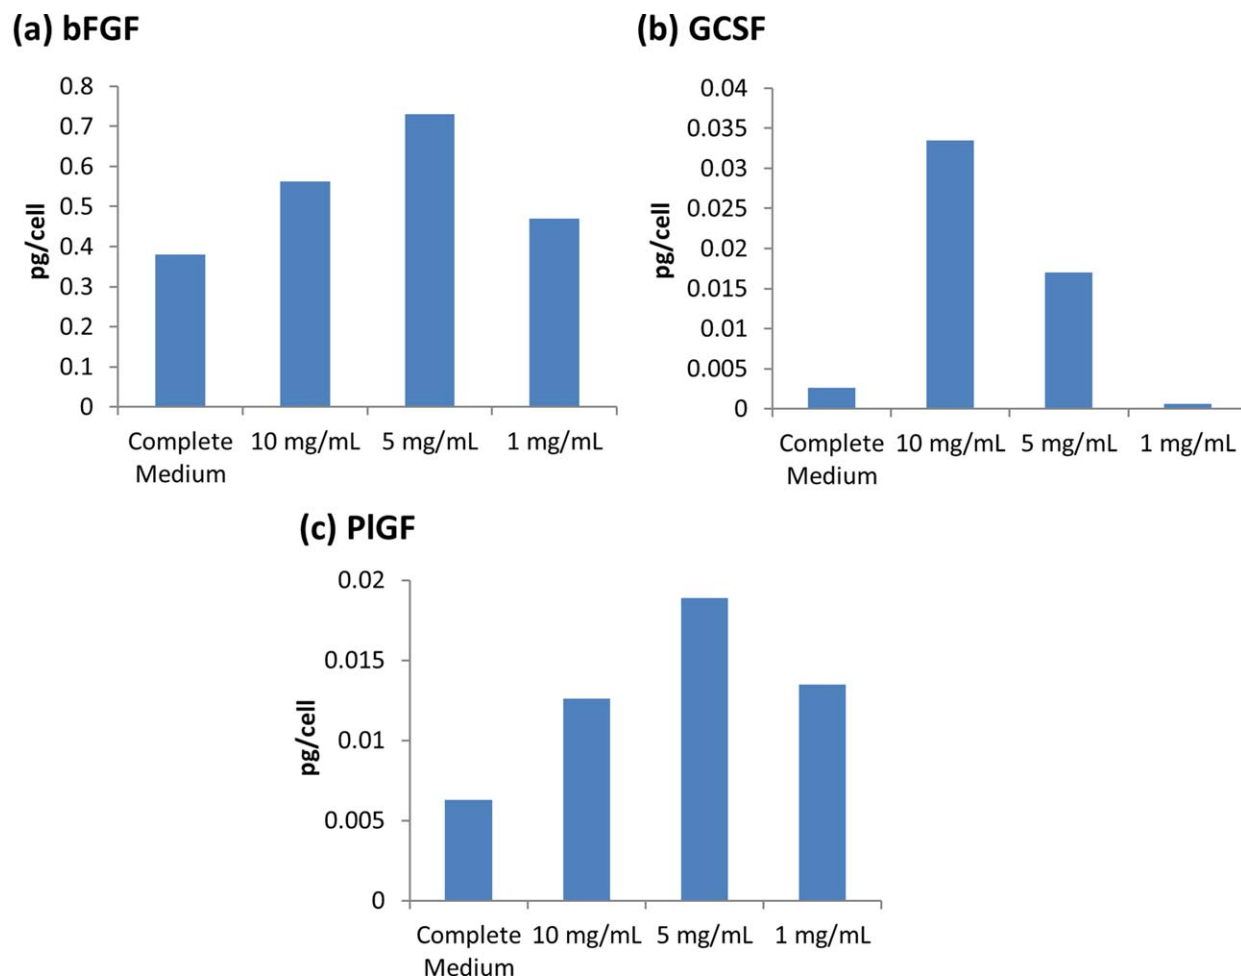 (a) bFGF
0.8
0.7
0.6
0.5
0.4
0.3
0.2
0.1
0
pg/cell
Complete Medium
10 mg/mL
5 mg/mL
1 mg/mL
(b) GCSF
0.04
0.035
0.03
0.025
0.02
0.015
0.01
0.005
0
pg/cell
Complete Medium
10 mg/mL
5 mg/mL
1 mg/mL
(c) PlGF
0.02
0.015
0.01
0.005
0
pg/cell
Complete Medium
10 mg/mL
5 mg/mL
1 mg/mL